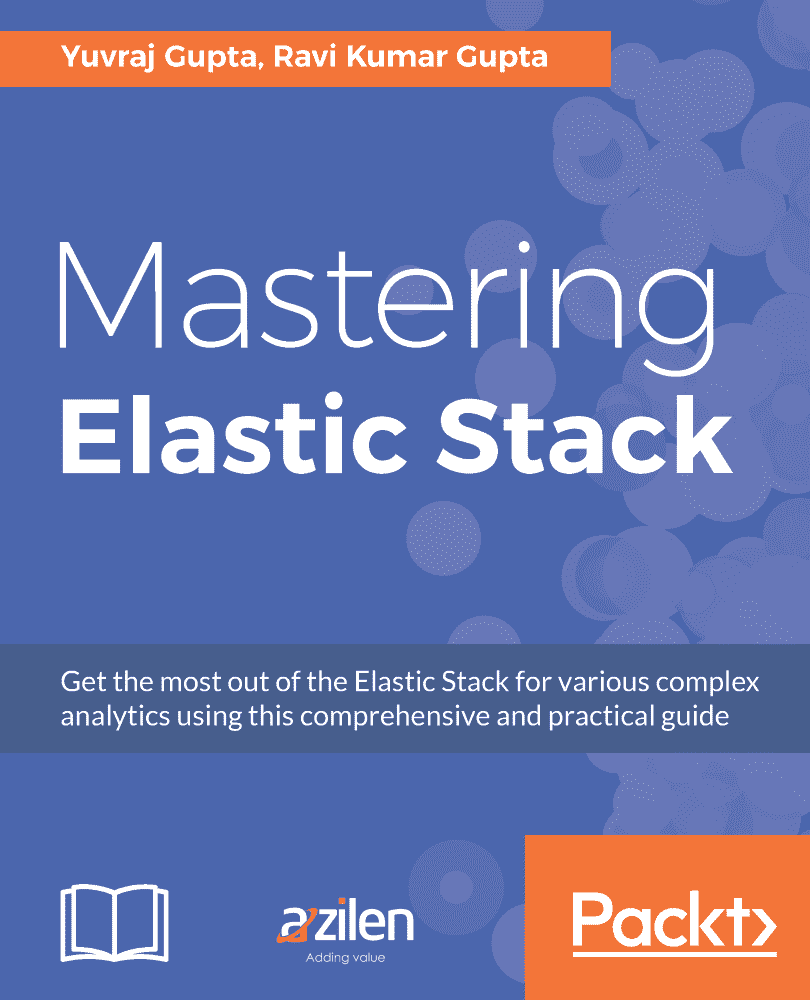 Yuvraj Gupta, Ravi Kumar Gupta
Mastering
Elastic Stack
Get the most out of the Elastic Stack for various complex
analytics using this comprehensive and practical guide
azilen
Adding value
Packt>